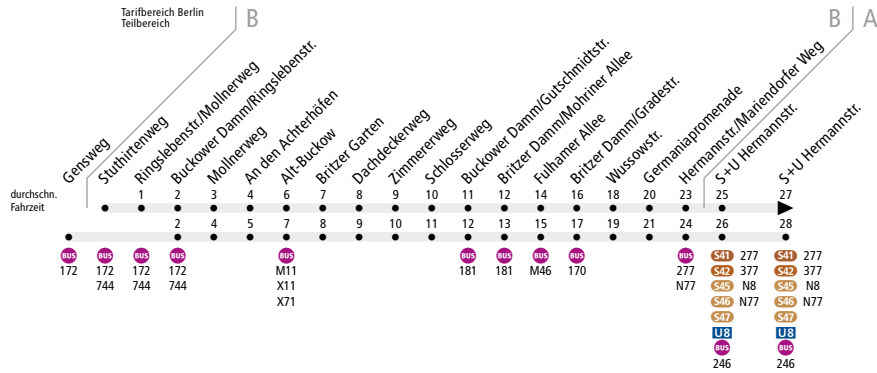 Tarifbereich Berlin
Teilbereich
B
B
A
Gensweg
Stuthirtenweg
Ringslebenstr./Mollnerweg
Buckower Damm/Ringslebenstr.
Mollnerweg
An den Achterhöfen
Alt-Buckow
Britzer Garten
Dachdeckerweg
Zimmererweg
Schlosserweg
Buckower Damm/Gutschmidtstr.
Britzer Damm/Mohriner Allee
Fulhamer Allee
Britzer Damm/Gradestr.
Wussowstr.
Germaniapromenade
Hermannstr./Mariendorfer Weg
S+U Hermannstr.
S+U Hermannstr.
durchschn.
Fahrzeit
1 2 3 4 6 7 8 9 10 11 12 14 16 18 20 23 25 27
2 4 5 7 8 9 10 11 12 13 15 17 19 21 24 26 28
BUS
172
BUS
172
744
BUS
172
744
BUS
172
744
BUS
M11
X11
X71
BUS
181
BUS
181
BUS
M46
BUS
170
BUS
277
N77
S41 277
S42 377
S45 N8
S46 N77
S47
U8
BUS
246
S41 277
S42 377
S45 N8
S46 N77
S47
U8
BUS
246